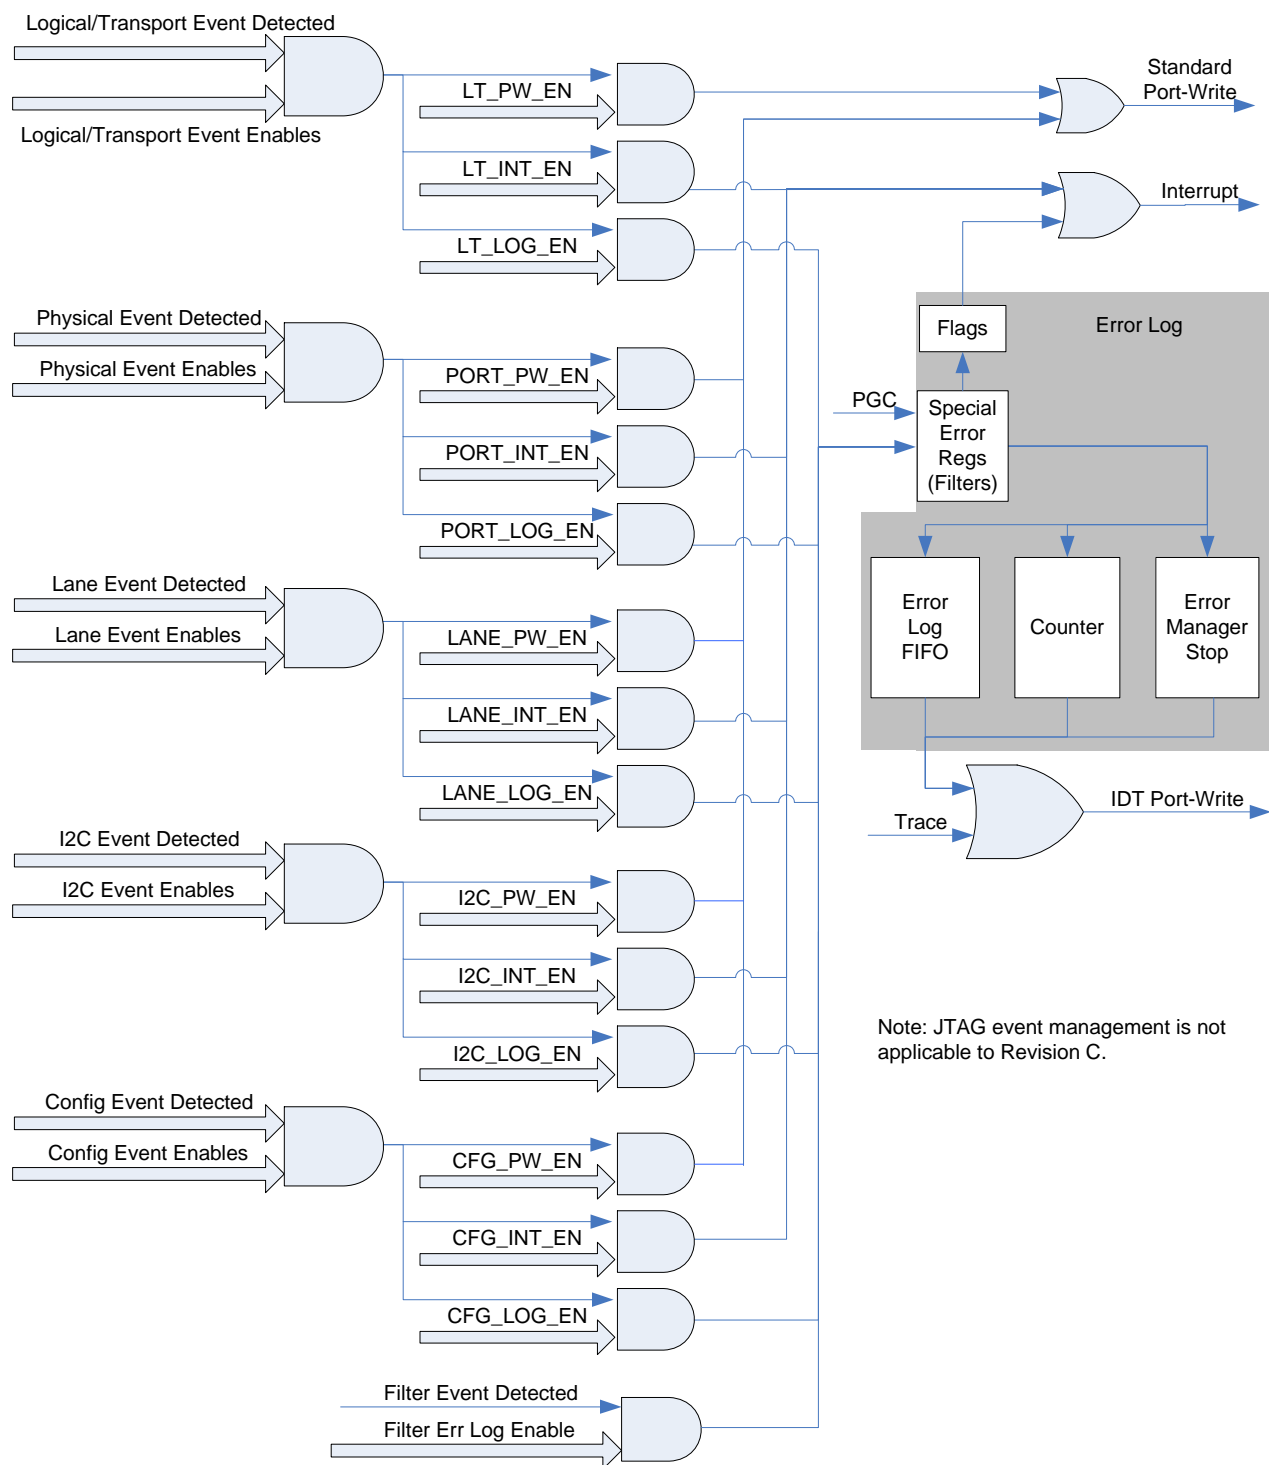 Logical/Transport Event Detected
Logical/Transport Event Enables
LT_PW_EN
LT_INT_EN
LT_LOG_EN
Standard
Port-Write
Interrupt
Physical Event Detected
Physical Event Enables
PORT_PW_EN
PORT_INT_EN
PORT_LOG_EN
Flags
Error Log
PGC
Special
Error
Regs
(Filters)
Lane Event Detected
Lane Event Enables
LANE_PW_EN
LANE_INT_EN
LANE_LOG_EN
Error
Log
FIFO
Counter
Error
Manager
Stop
Trace
IDT Port-Write
I2C Event Detected
I2C Event Enables
I2C_PW_EN
I2C_INT_EN
I2C_LOG_EN
Note: JTAG event management is not
applicable to Revision C.
Config Event Detected
Config Event Enables
CFG_PW_EN
CFG_INT_EN
CFG_LOG_EN
Filter Event Detected
Filter Err Log Enable